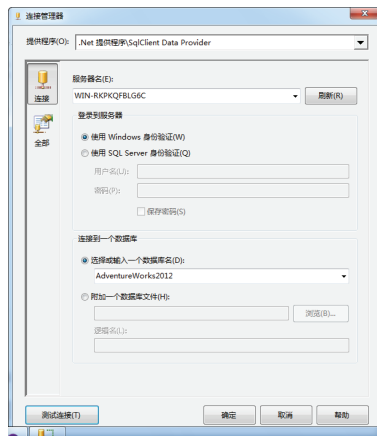 连接管理器
提供程序(O): .Net 提供程序\SqlClient Data Provider
连接
全部
服务器名(E):
WIN-RKPKQFBLG6C 刷新(R)
登录到服务器
使用 Windows 身份验证(W)
使用 SQL Server 身份验证(Q)
用户名(U):
密码(P):
保存密码(S)
连接到一个数据库
选择或输入一个数据库名(D):
AdventureWorks2012
附加一个数据库文件(H):
浏览(B)...
逻辑名(L):
测试连接(T) 确定 取消 帮助